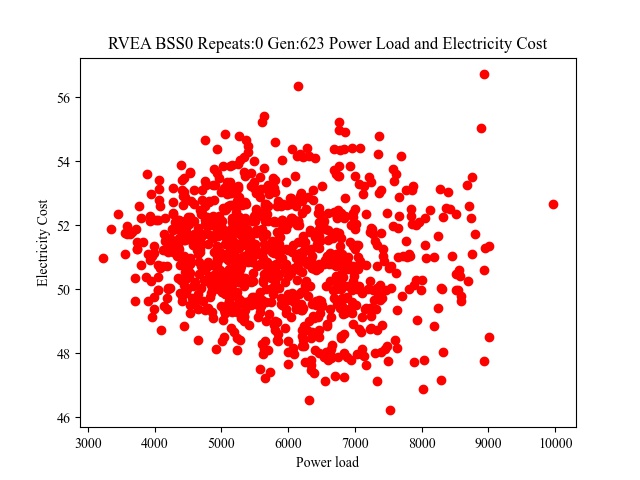 RVEA BSS0 Repeats:0 Gen:623 Power Load and Electricity Cost
56
54
52
50
48
46
Electricity Cost
3000 4000 5000 6000 7000 8000 9000 10000
Power load